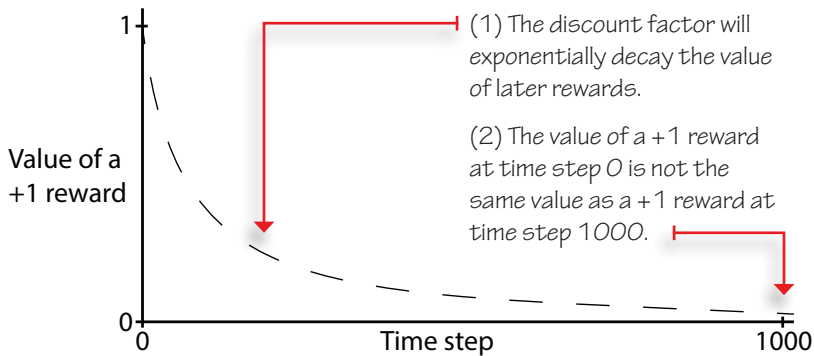 1
(1) The discount factor will
exponentially decay the value
of later rewards.
(2) The value of a +1 reward
at time step 0 is not the
same value as a +1 reward at
time step 1000.
Value of a
+1 reward
0
0
Time step
1000